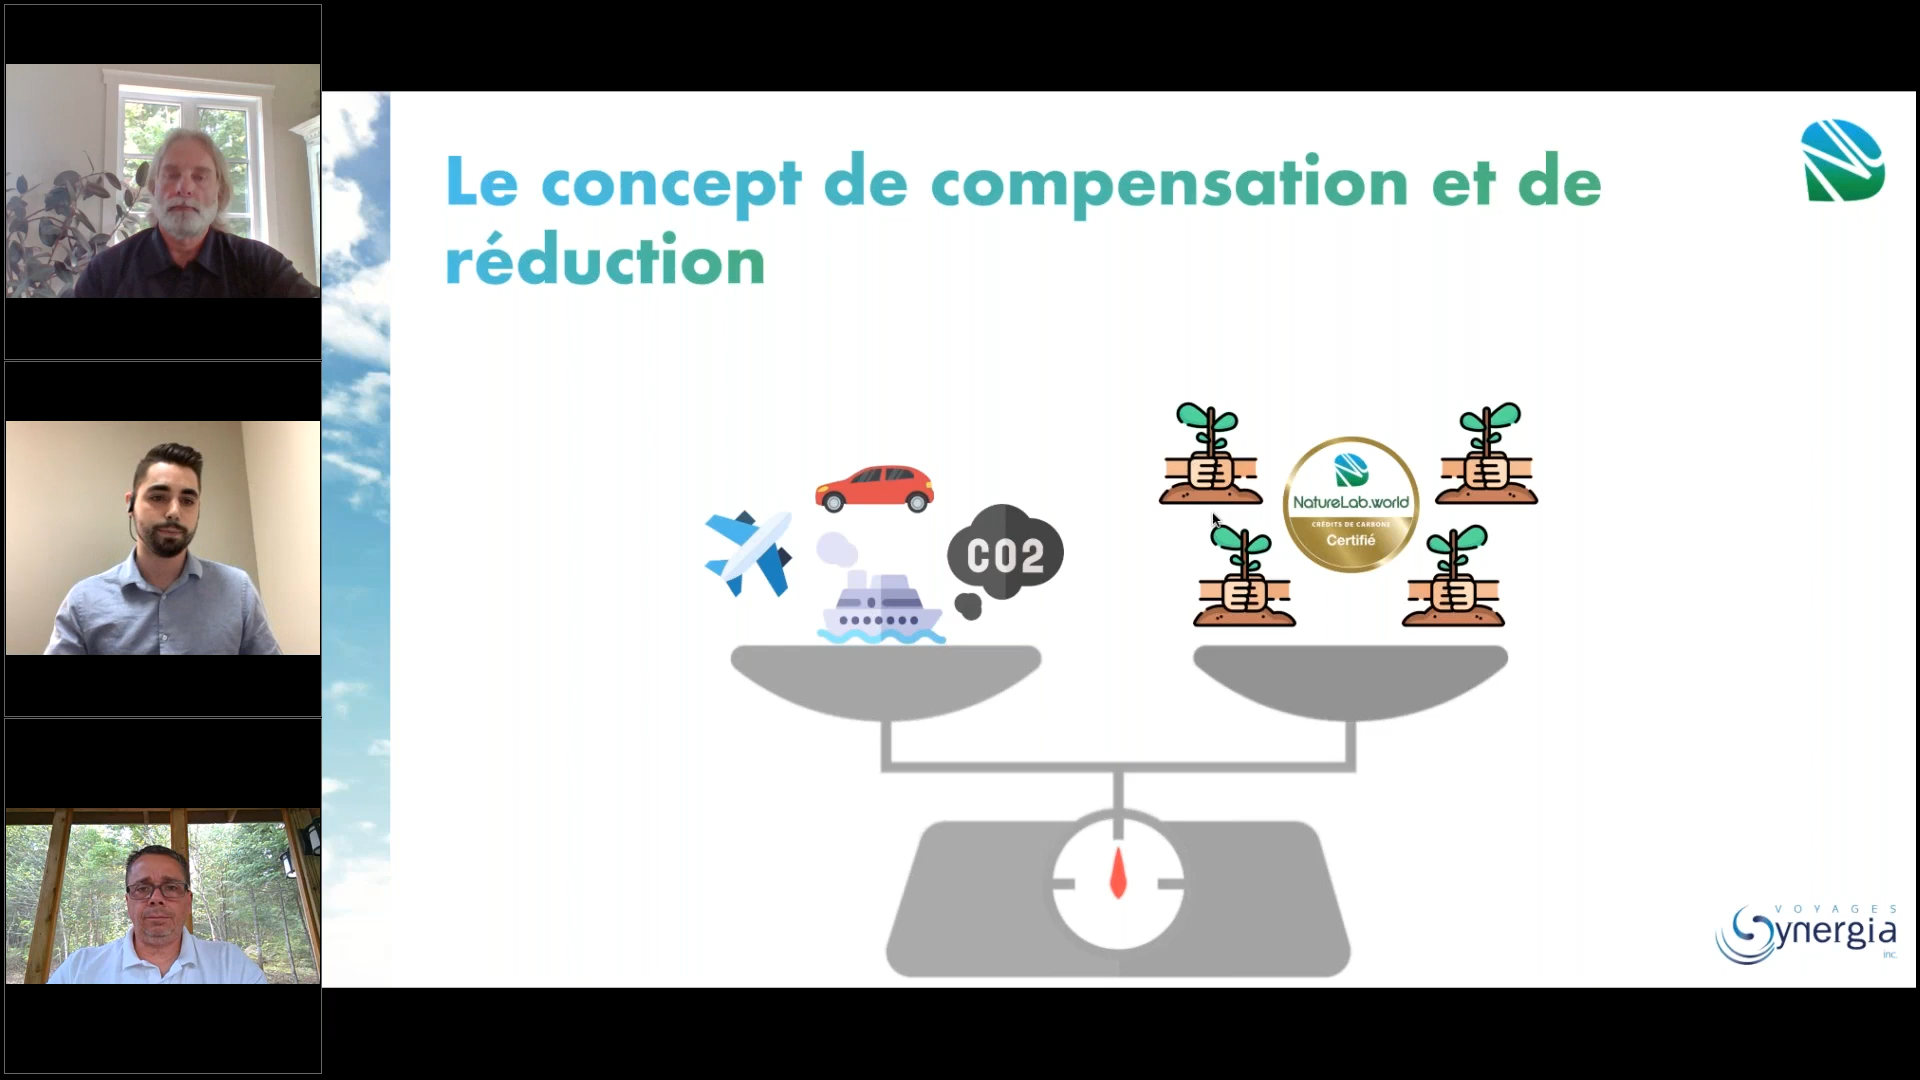 Le concept de compensation et de
réduction
CO2
NatureLab.world
CRÉDITS DE CARBONE
Certifié
VOYAGES
Synergia
inc.